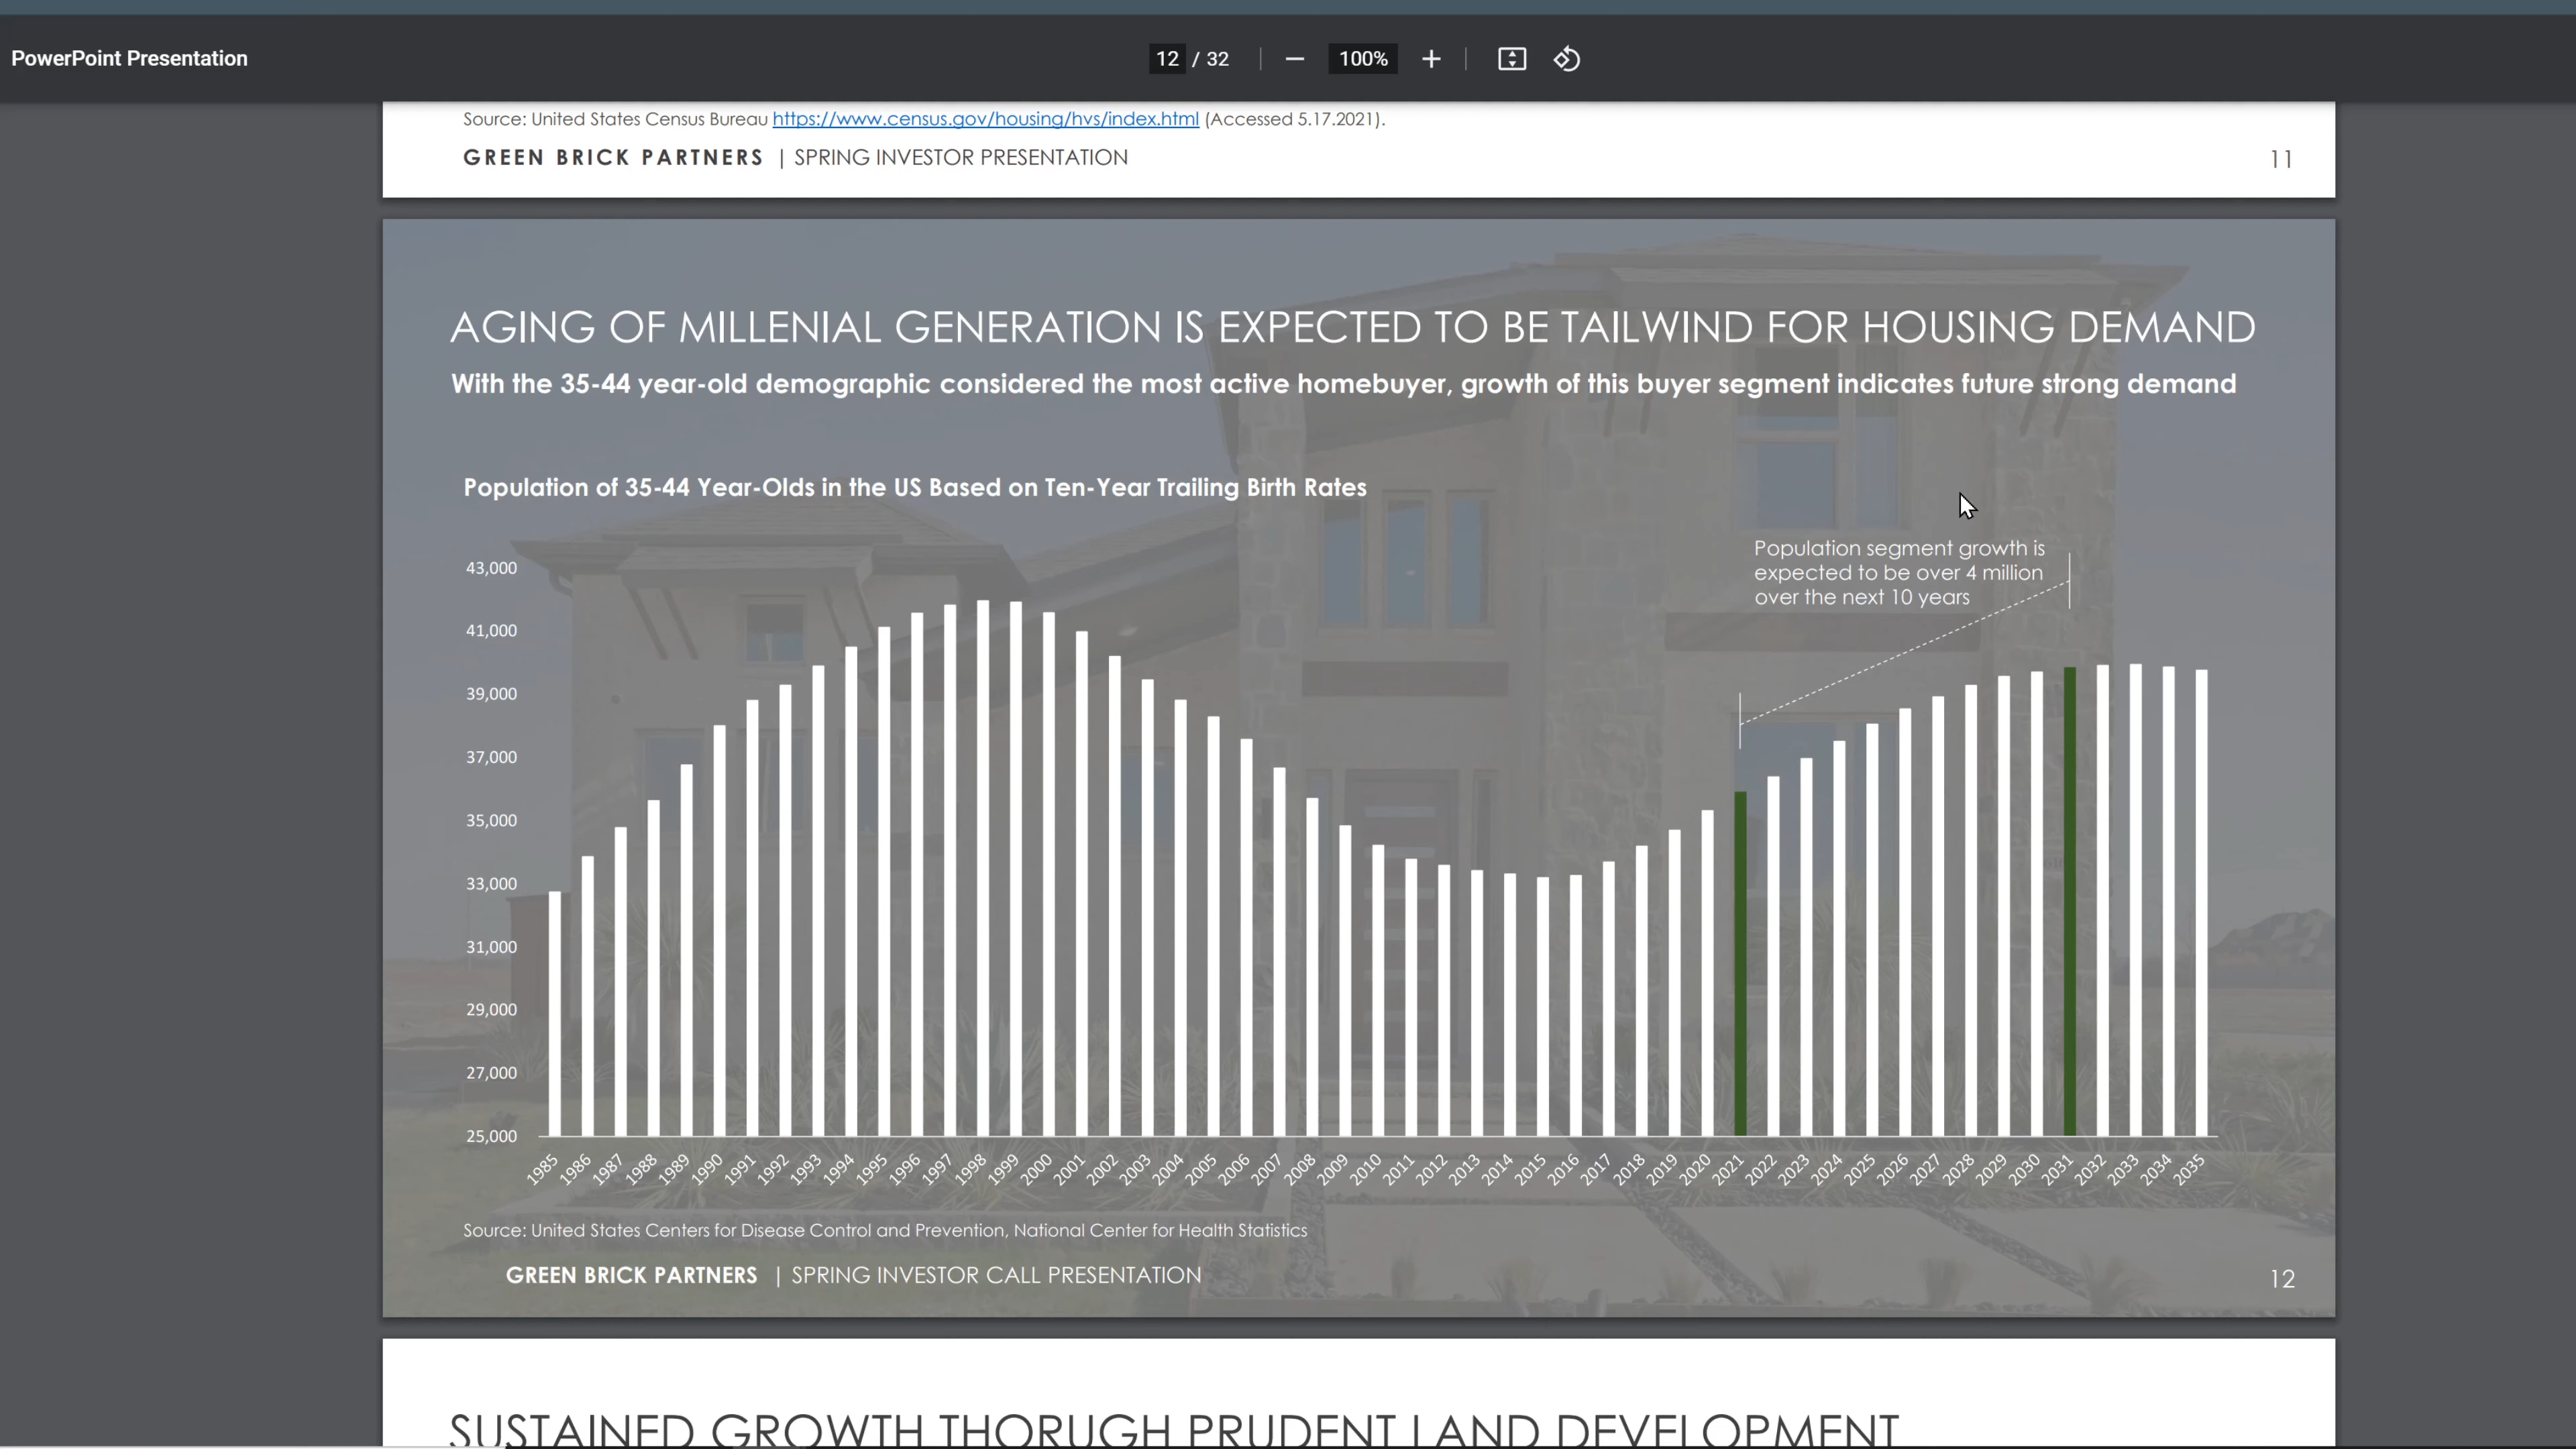 PowerPoint Presentation
12 / 32
100%
Source: United States Census Bureau https://www.census.gov/housing/hvs/index.html (Accessed 5.17.2021).
GREEN BRICK PARTNERS | SPRING INVESTOR PRESENTATION
11
AGING OF MILLENIAL GENERATION IS EXPECTED TO BE TAILWIND FOR HOUSING DEMAND
With the 35-44 year-old demographic considered the most active homebuyer, growth of this buyer segment indicates future strong demand
Population of 35-44 Year-Olds in the US Based on Ten-Year Trailing Birth Rates
Population segment growth is
expected to be over 4 million
over the next 10 years
43,000
41,000
39,000
37,000
35,000
33,000
31,000
29,000
27,000
25,000
1985 1986 1987 1988 1989 1990 1991 1992 1993 1994 1995 1996 1997 1998 1999 2000 2001 2002 2003 2004 2005 2006 2007 2008 2009 2010 2011 2012 2013 2014 2015 2016 2017 2018 2019 2020 2021 2022 2023 2024 2025 2026 2027 2028 2029 2030 2031 2032 2033 2034 2035
Source: United States Centers for Disease Control and Prevention, National Center for Health Statistics
GREEN BRICK PARTNERS | SPRING INVESTOR CALL PRESENTATION
12
SUSTAINED GROWTH THORUGH PRUDENT LAND DEVELOPMENT